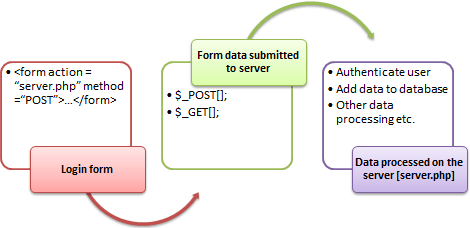 • <form action =
“server.php” method
=“POST”>...</form>
Login form
Form data submitted
to server
• $_POST[];
• $_GET[];
• Authenticate user
• Add data to database
• Other data
processing etc.
Data processed on the
server [server.php]